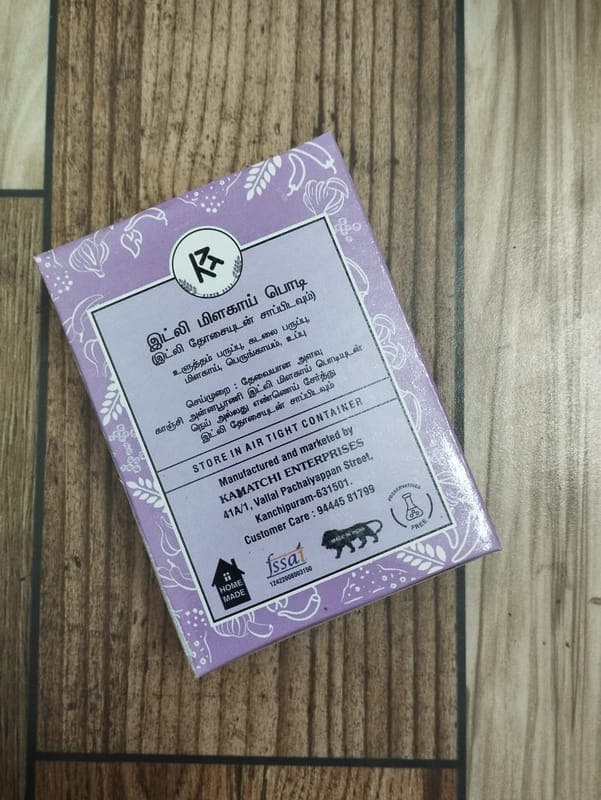 இட்லி மிளகாய் பொடி
(இட்லி தோசையுடன் சாப்பிடவும்)
உளுத்தம் பருப்பு, கடலை பருப்பு,
மிளகாய், பெருங்காயம், உப்பு
செய்முறை : தேவையான அளவு
காஞ்சி அன்னபூரணி இட்லி மிளகாய் பொடியுடன்
நெய் அல்லது எண்ணெய் சேர்த்து
இட்லி தோசையுடன் சாப்பிடவும்
STORE IN AIR TIGHT CONTAINER
Manufactured and marketed by
KAMATCHI ENTERPRISES
41A/1, Vallal Pachaiyappan Street,
Kanchipuram-631501.
Customer Care : 94445 81799
HOME
MADE
fssai
12422008003150
MAKE IN INDIA
PRESERVATIVES
FREE